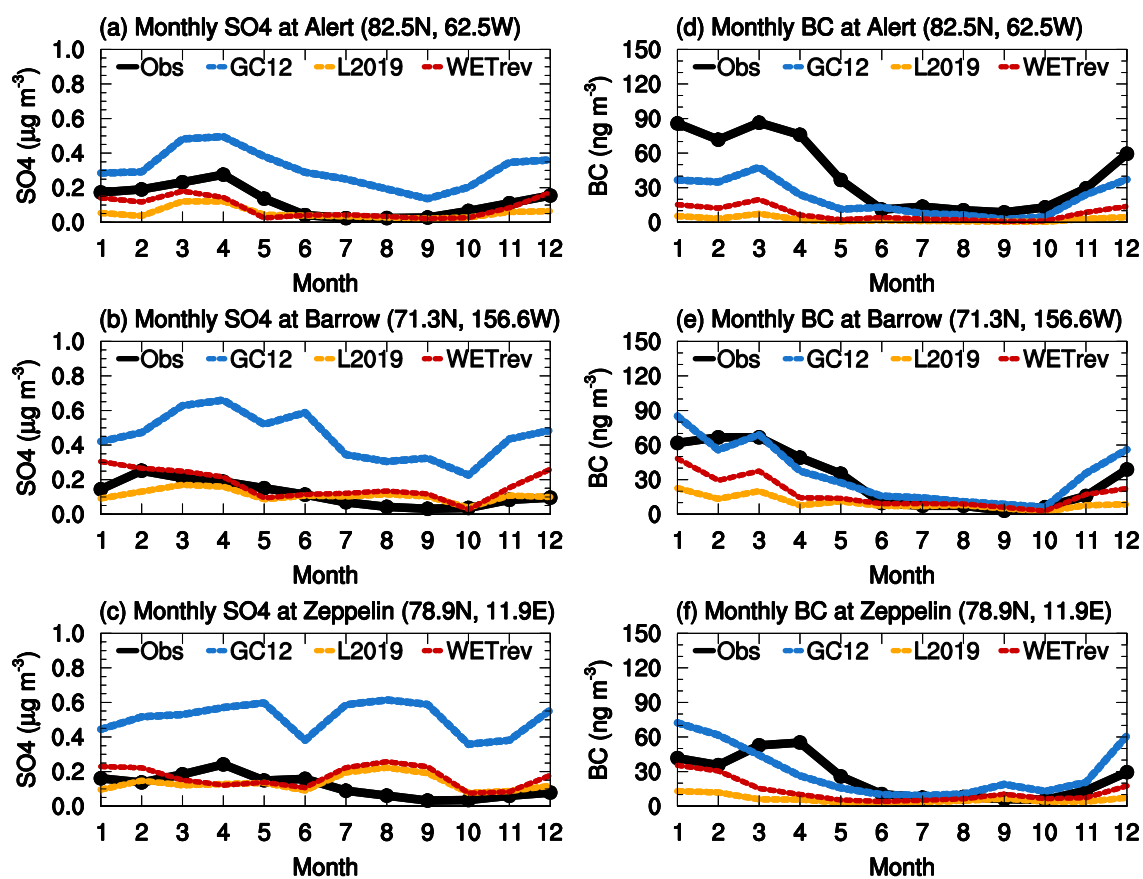 (a) Monthly SO4 at Alert (82.5N, 62.5W)
1.0
0.8
0.6
0.4
0.2
0.0
SO4 (µg m-3)
Obs GC12 L2019 WETrev
1 2 3 4 5 6 7 8 9 10 11 12
Month
(d) Monthly BC at Alert (82.5N, 62.5W)
150
120
90
60
30
0
BC (ng m-3)
Obs GC12 L2019 WETrev
1 2 3 4 5 6 7 8 9 10 11 12
Month
(b) Monthly SO4 at Barrow (71.3N, 156.6W)
1.0
0.8
0.6
0.4
0.2
0.0
SO4 (µg m-3)
Obs GC12 L2019 WETrev
1 2 3 4 5 6 7 8 9 10 11 12
Month
(e) Monthly BC at Barrow (71.3N, 156.6W)
150
120
90
60
30
0
BC (ng m-3)
Obs GC12 L2019 WETrev
1 2 3 4 5 6 7 8 9 10 11 12
Month
(c) Monthly SO4 at Zeppelin (78.9N, 11.9E)
1.0
0.8
0.6
0.4
0.2
0.0
SO4 (µg m-3)
Obs GC12 L2019 WETrev
1 2 3 4 5 6 7 8 9 10 11 12
Month
(f) Monthly BC at Zeppelin (78.9N, 11.9E)
150
120
90
60
30
0
BC (ng m-3)
Obs GC12 L2019 WETrev
1 2 3 4 5 6 7 8 9 10 11 12
Month